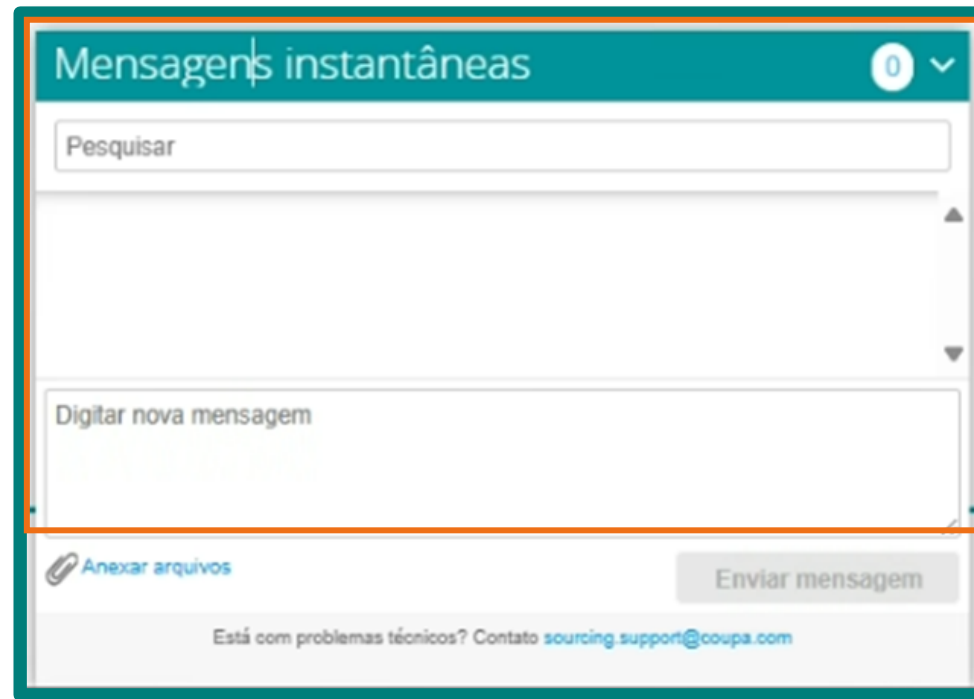 Mensagens instantâneas 0
Pesquisar
Digitar nova mensagem
Anexar arquivos
Enviar mensagem
Está com problemas técnicos? Contato sourcing.support@coupa.com